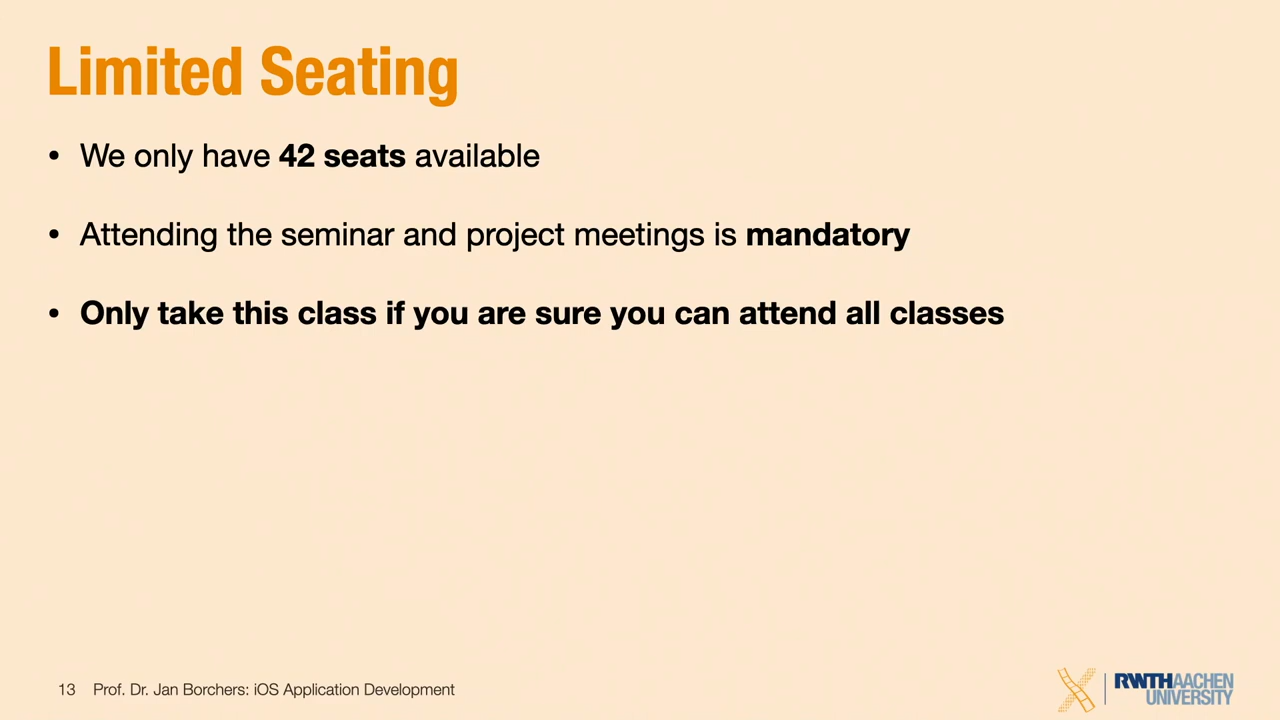 Limited Seating
• We only have 42 seats available
• Attending the seminar and project meetings is mandatory
• Only take this class if you are sure you can attend all classes
13 Prof. Dr. Jan Borchers: iOS Application Development
RWTHAACHEN
UNIVERSITY